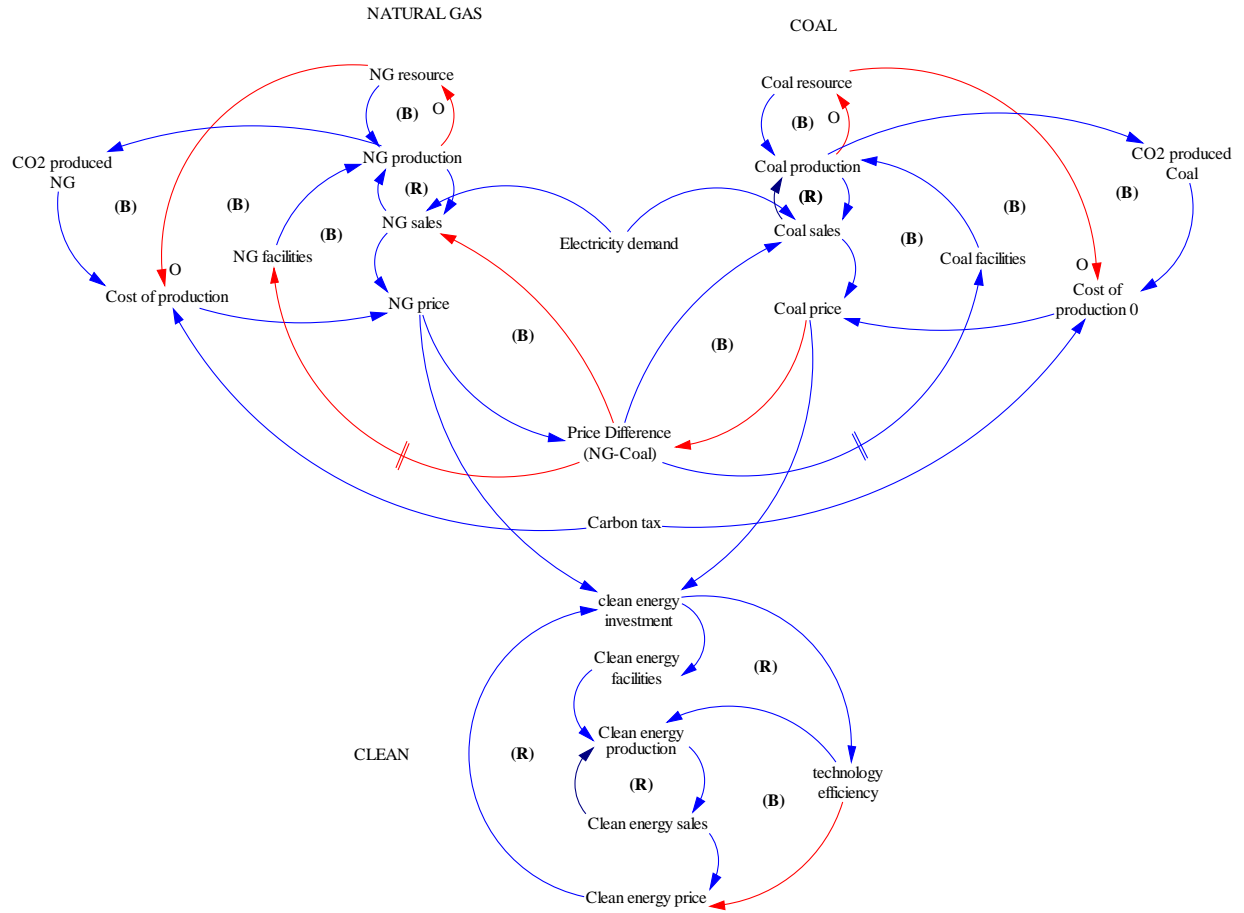 NATURAL GAS
COAL
NG resource
Coal resource
(B)
O
(B)
O
CO2 produced
NG
NG production
Coal production
CO2 produced
Coal
(B)
(B)
(R)
(R)
(B)
(B)
NG sales
Electricity demand
Coal sales
NG facilities
(B)
(B)
Coal facilities
O
O
Cost of production
NG price
Coal price
Cost of
production 0
(B)
(B)
Price Difference
(NG-Coal)
Carbon tax
clean energy
investment
Clean energy
facilities
(R)
Clean energy
production
CLEAN
(R)
(R)
technology
efficiency
(B)
Clean energy sales
Clean energy price